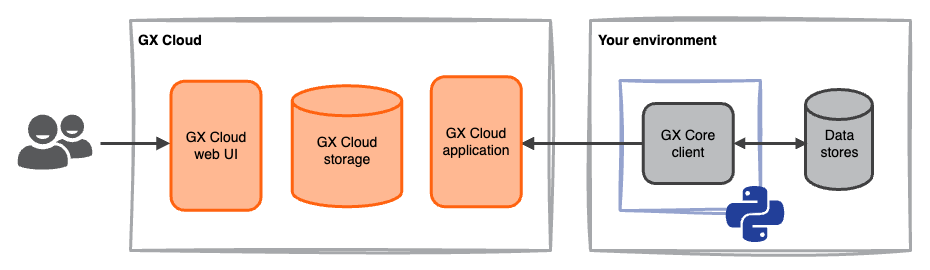 GX Cloud
Your environment
GX Cloud
web UI
GX Cloud
storage
GX Cloud
application
GX Core
client
Data
stores